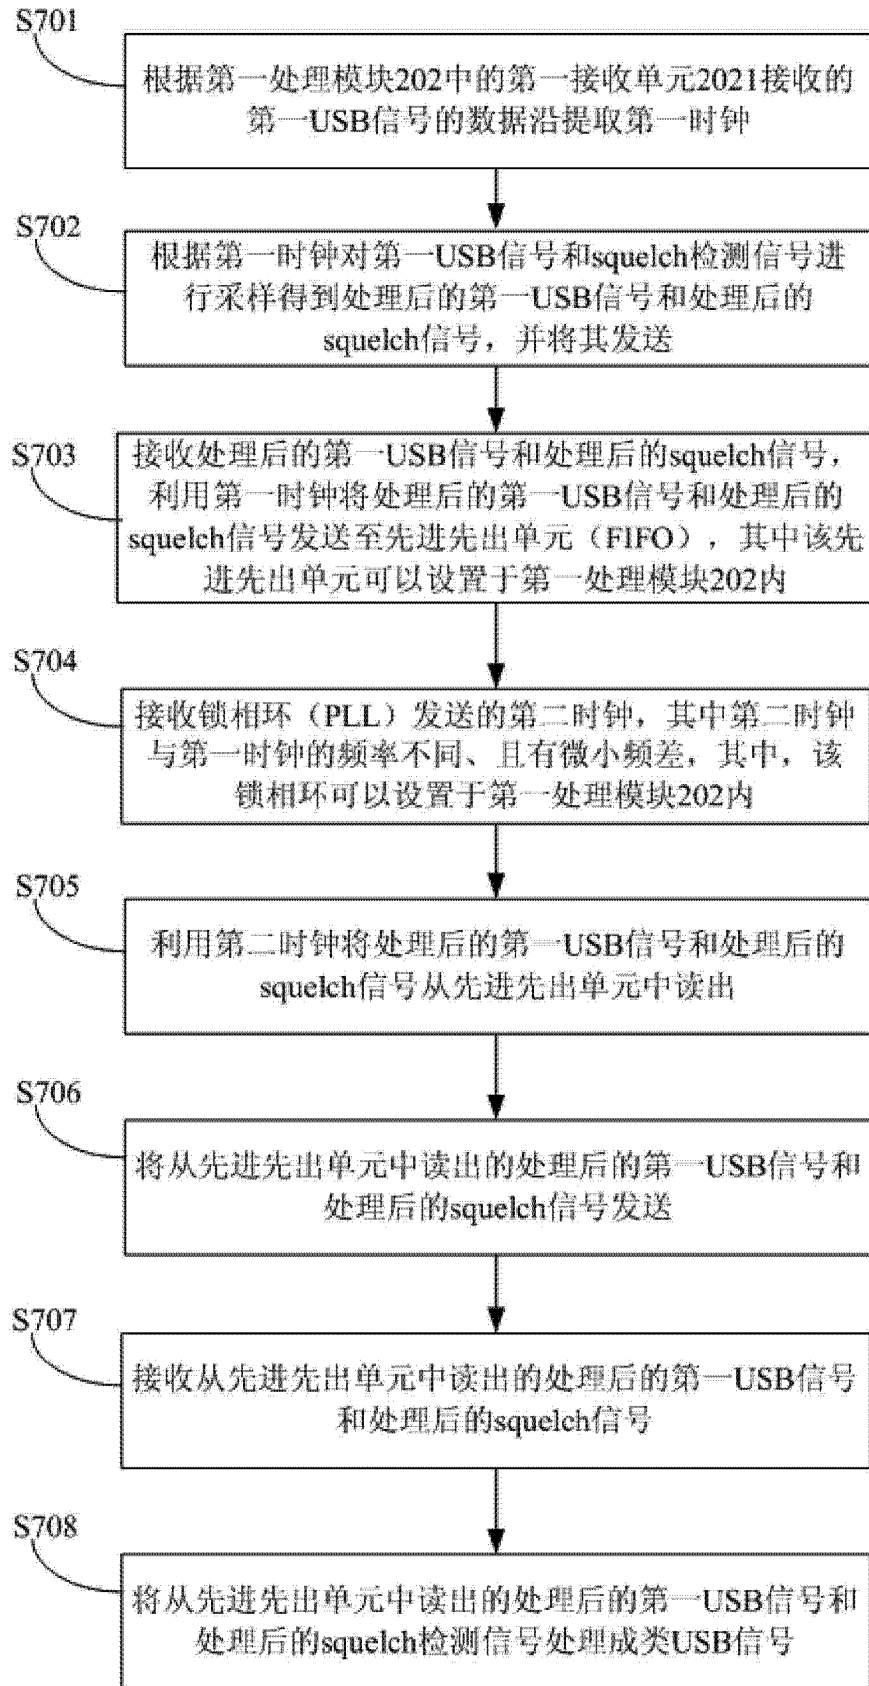 S701
根据第一处理模块202中的第一接收单元2021接收的
第一USB信号的数据沿提取第一时钟
S702
根据第一时钟对第一USB信号和squelch检测信号进
行采样得到处理后的第一USB信号和处理后的
squelch信号，并将其发送
S703
接收处理后的第一USB信号和处理后的squelch信号，
利用第一时钟将处理后的第一USB信号和处理后的
squelch信号发送至先进先出单元（FIFO），其中该先
进先出单元可以设置于第一处理模块202内
S704
接收锁相环（PLL）发送的第二时钟，其中第二时钟
与第一时钟的频率不同、且有微小频差，其中，该
锁相环可以设置于第一处理模块202内
S705
利用第二时钟将处理后的第一USB信号和处理后的
squelch信号从先进先出单元中读出
S706
将从先进先出单元中读出的处理后的第一USB信号和
处理后的squelch信号发送
S707
接收从先进先出单元中读出的处理后的第一USB信号
和处理后的squelch信号
S708
将从先进先出单元中读出的处理后的第一USB信号和
处理后的squelch检测信号处理成类USB信号